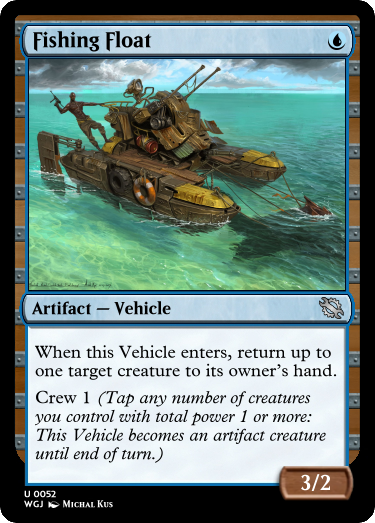 Fishing Float
Artifact — Vehicle
When this Vehicle enters, return up to
one target creature to its owner's hand.
Crew 1 (Tap any number of creatures
you control with total power 1 or more:
This Vehicle becomes an artifact creature
until end of turn.)
3/2
U 0052
WGJ Michal Kus